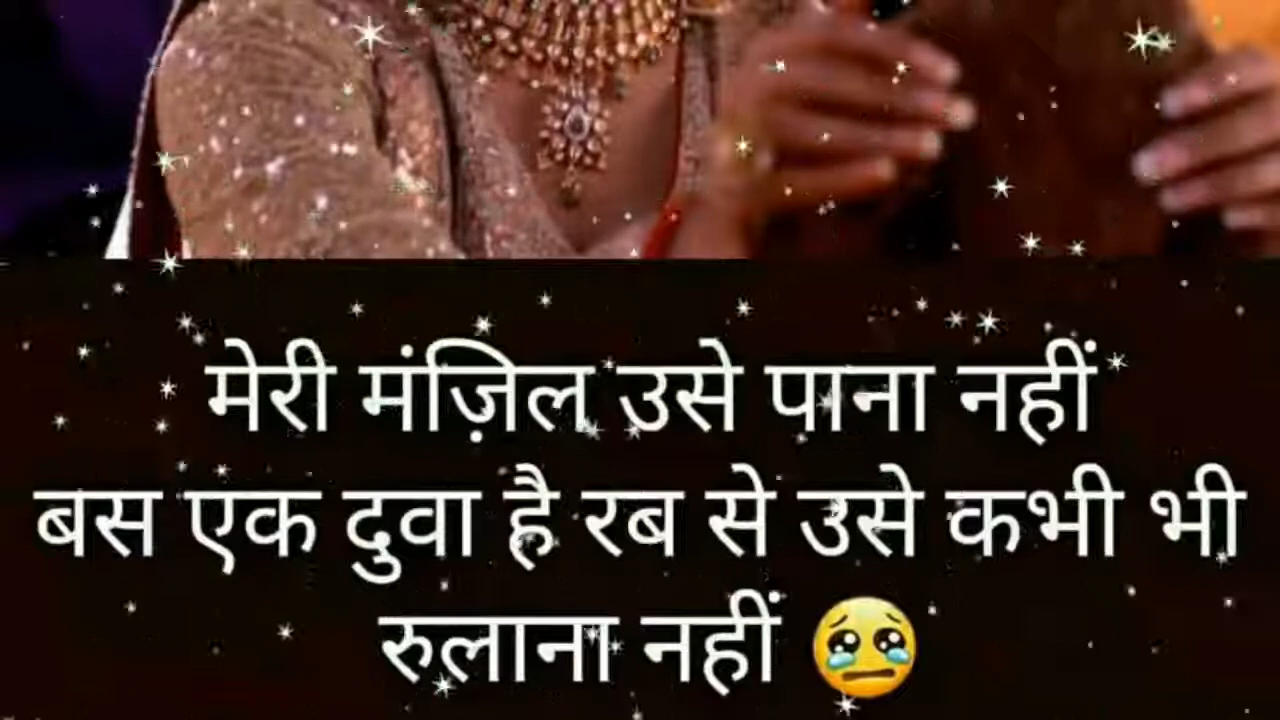 मेरी मंज़िल उसे पाना नहीं
बस एक दुवा है रब से उसे कभी भी
रुलाना नहीं 😢